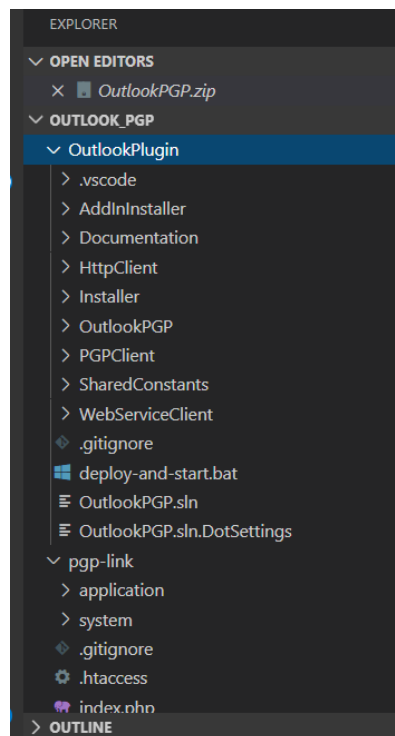 EXPLORER
OPEN EDITORS
OutlookPGP.zip
OUTLOOK_PGP
OutlookPlugin
.vscode
AddInInstaller
Documentation
HttpClient
Installer
OutlookPGP
PGPClient
SharedConstants
WebServiceClient
.gitignore
deploy-and-start.bat
OutlookPGP.sln
OutlookPGP.sln.DotSettings
pgp-link
application
system
.gitignore
.htaccess
index.php
OUTLINE